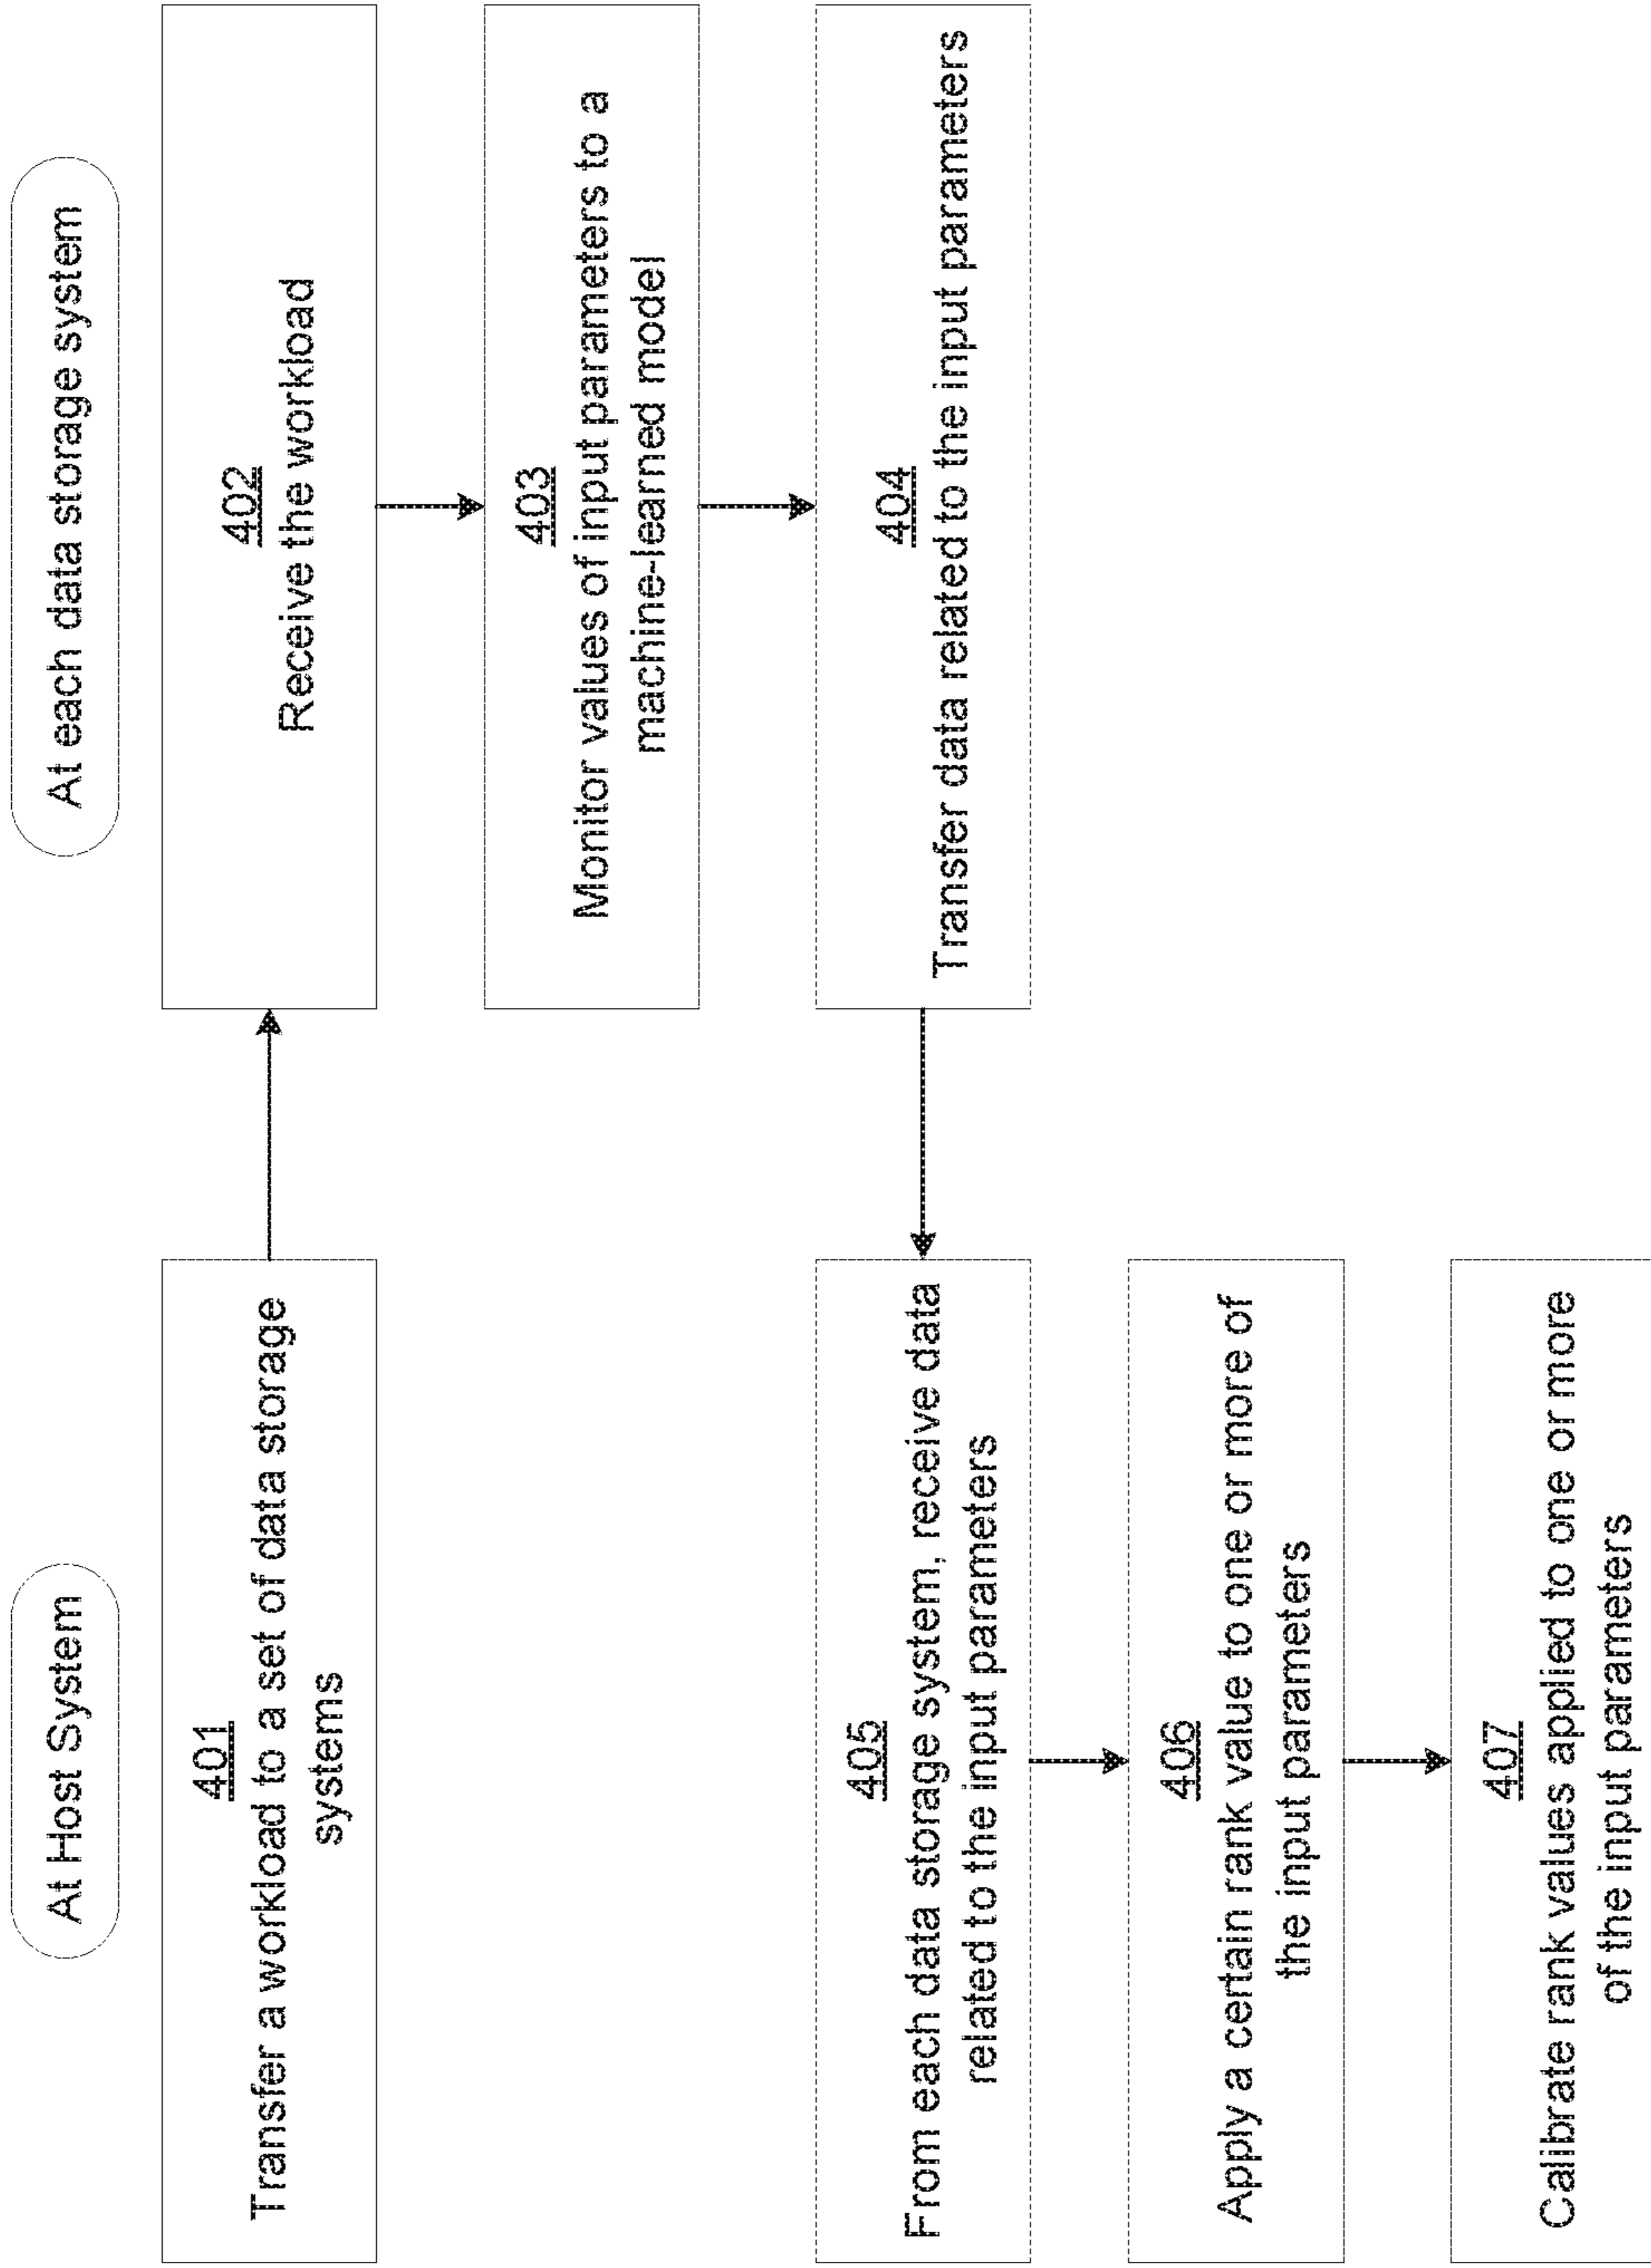 At Host System
At each data storage system
401
Transfer a workload to a set of data storage
systems
402
Receive the workload
403
Monitor values of input parameters to a
machine-learned model
404
Transfer data related to the input parameters
405
From each data storage system, receive data
related to the input parameters
406
Apply a certain rank value to one or more of
the input parameters
407
Calibrate rank values applied to one or more
of the input parameters